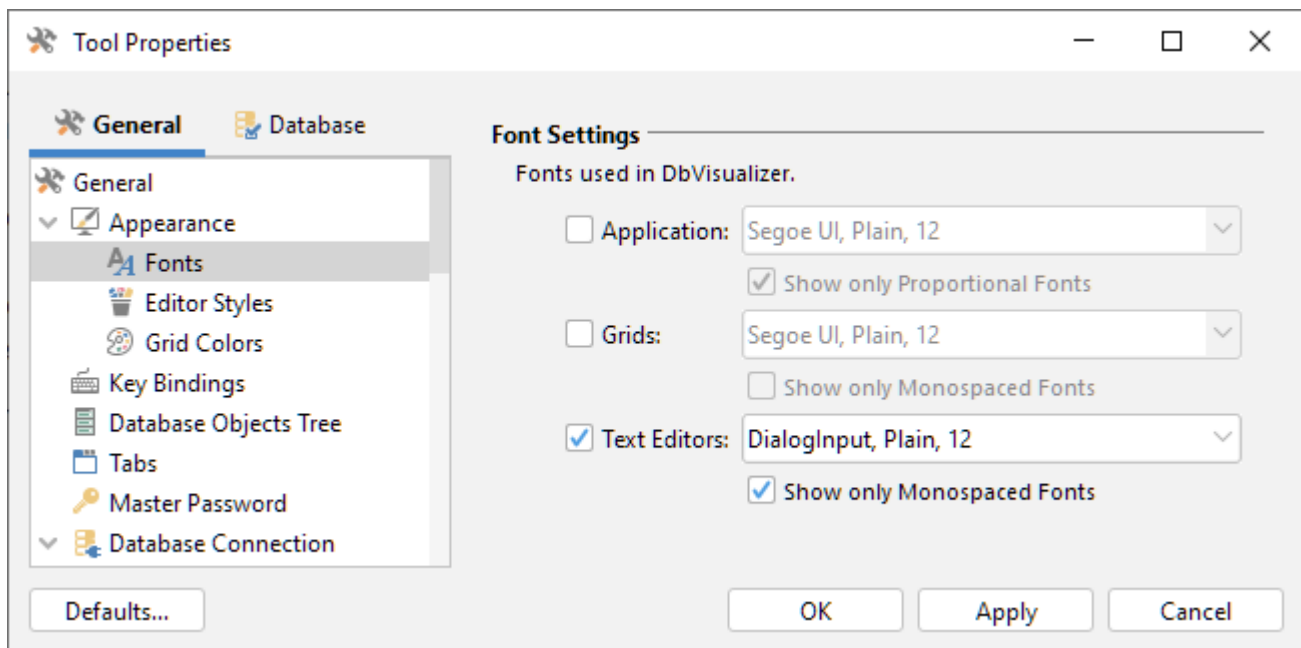 Tool Properties
General Database
General
Appearance
Fonts
Editor Styles
Grid Colors
Key Bindings
Database Objects Tree
Tabs
Master Password
Database Connection
Font Settings
Fonts used in DbVisualizer.
Application: Segoe UI, Plain, 12
Show only Proportional Fonts
Grids: Segoe UI, Plain, 12
Show only Monospaced Fonts
Text Editors: DialogInput, Plain, 12
Show only Monospaced Fonts
Defaults... OK Apply Cancel